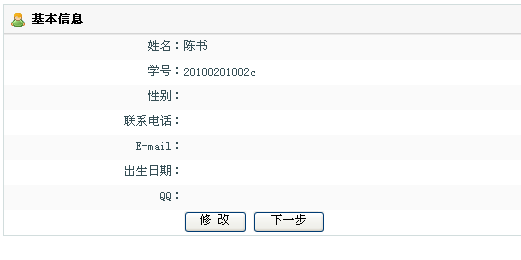 基本信息
姓名：陈书
学号：20100201002c
性别：
联系电话：
E-mail：
出生日期：
QQ：
修 改 下一步